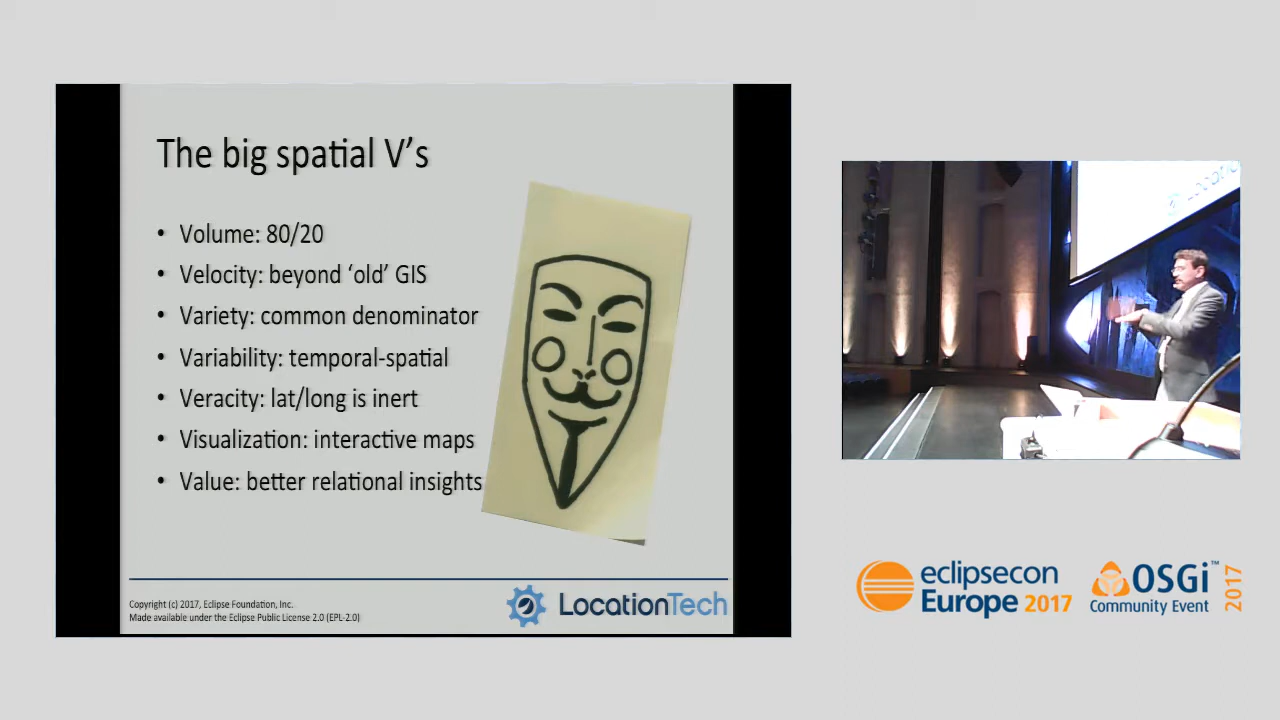 The big spatial V's
• Volume: 80/20
• Velocity: beyond 'old' GIS
• Variety: common denominator
• Variability: temporal-spatial
• Veracity: lat/long is inert
• Visualization: interactive maps
• Value: better relational insights
Copyright (c) 2017, Eclipse Foundation, Inc.
Made available under the Eclipse Public License 2.0 (EPL-2.0)
LocationTech
eclipsecon
Europe 2017
OSGi™
Community Event
2017